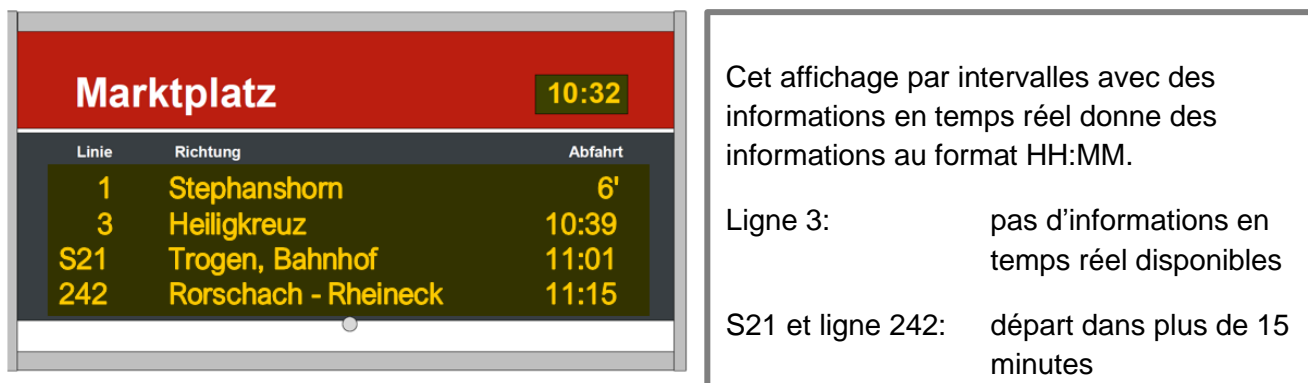 Marktplatz 10:32
Linie Richtung Abfahrt
1 Stephanshorn 6'
3 Heiligkreuz 10:39
S21 Trogen, Bahnhof 11:01
242 Rorschach - Rheineck 11:15
Cet affichage par intervalles avec des
informations en temps réel donne des
informations au format HH:MM.
Ligne 3: pas d’informations en
temps réel disponibles
S21 et ligne 242: départ dans plus de 15
minutes